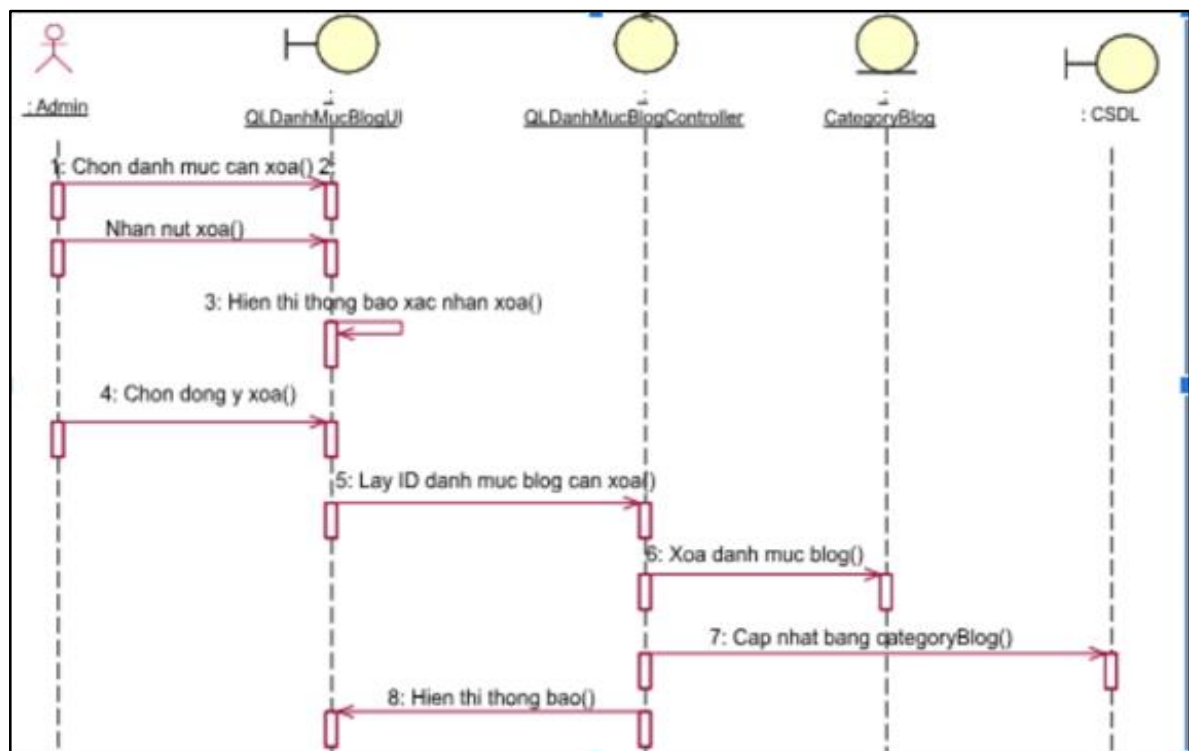 : Admin
:
QLDanhMucBlogUI
:
QLDanhMucBlogController
:
CategoryBlog
: CSDL
1: Chon danh muc can xoa() 2:
Nhan nut xoa()
3: Hien thi thong bao xac nhan xoa()
4: Chon dong y xoa()
5: Lay ID danh muc blog can xoa()
6: Xoa danh muc blog()
7: Cap nhat bang categoryBlog()
8: Hien thi thong bao()